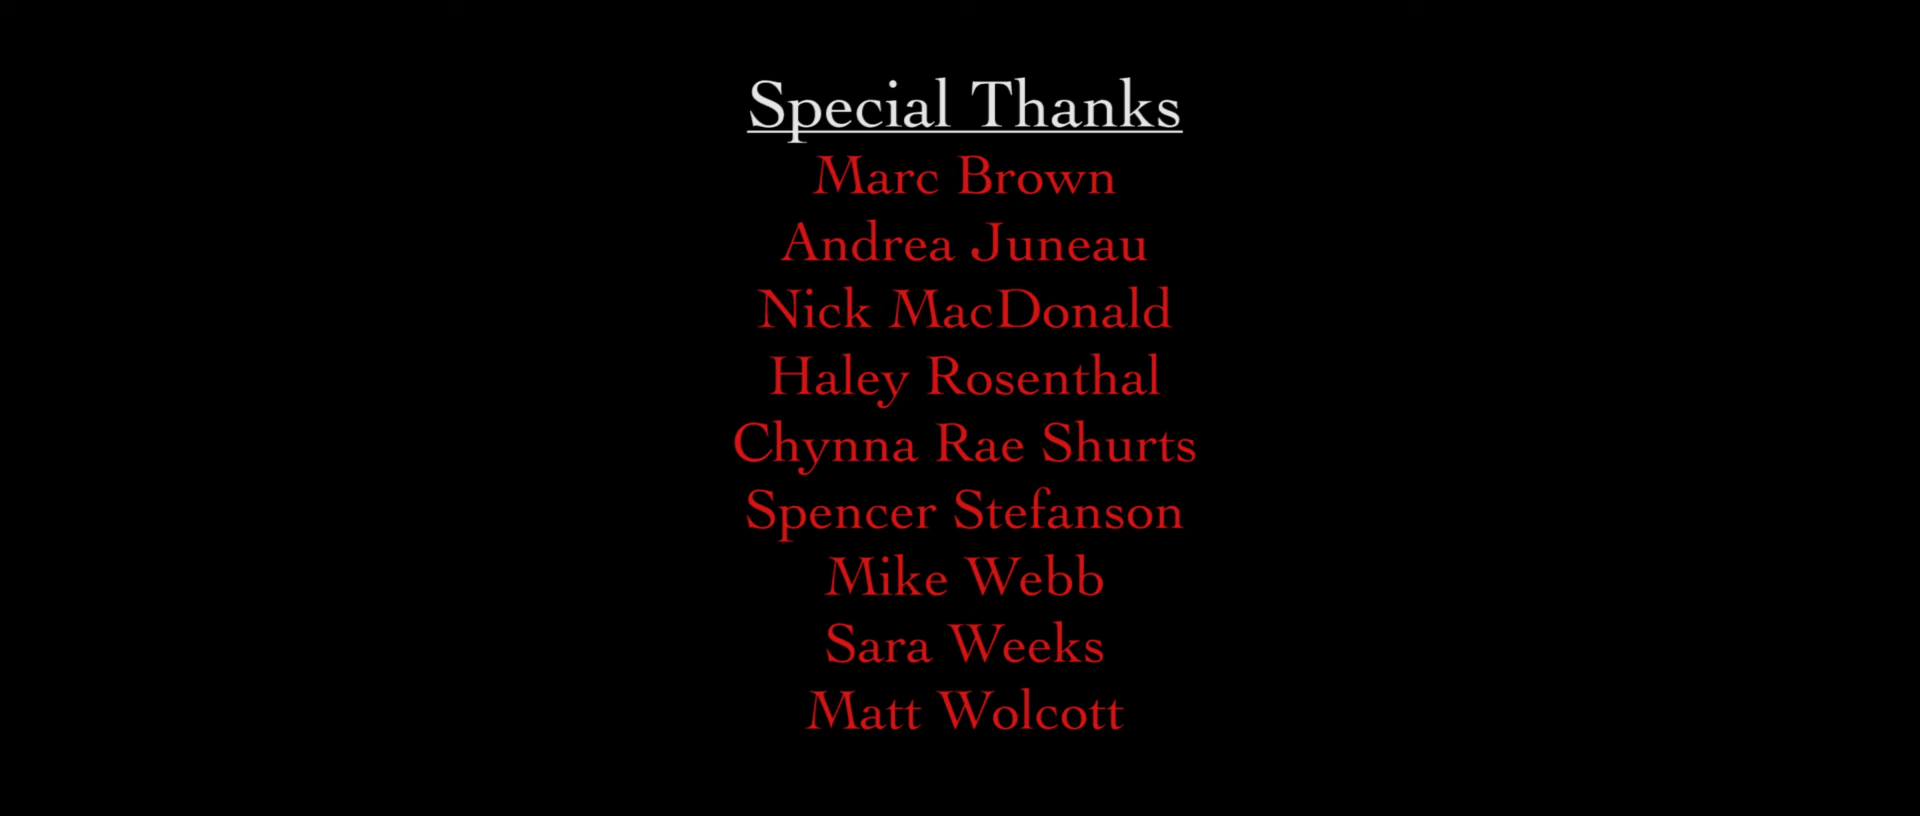 Special Thanks
Marc Brown
Andrea Juneau
Nick MacDonald
Haley Rosenthal
Chynna Rae Shurts
Spencer Stefanson
Mike Webb
Sara Weeks
Matt Wolcott